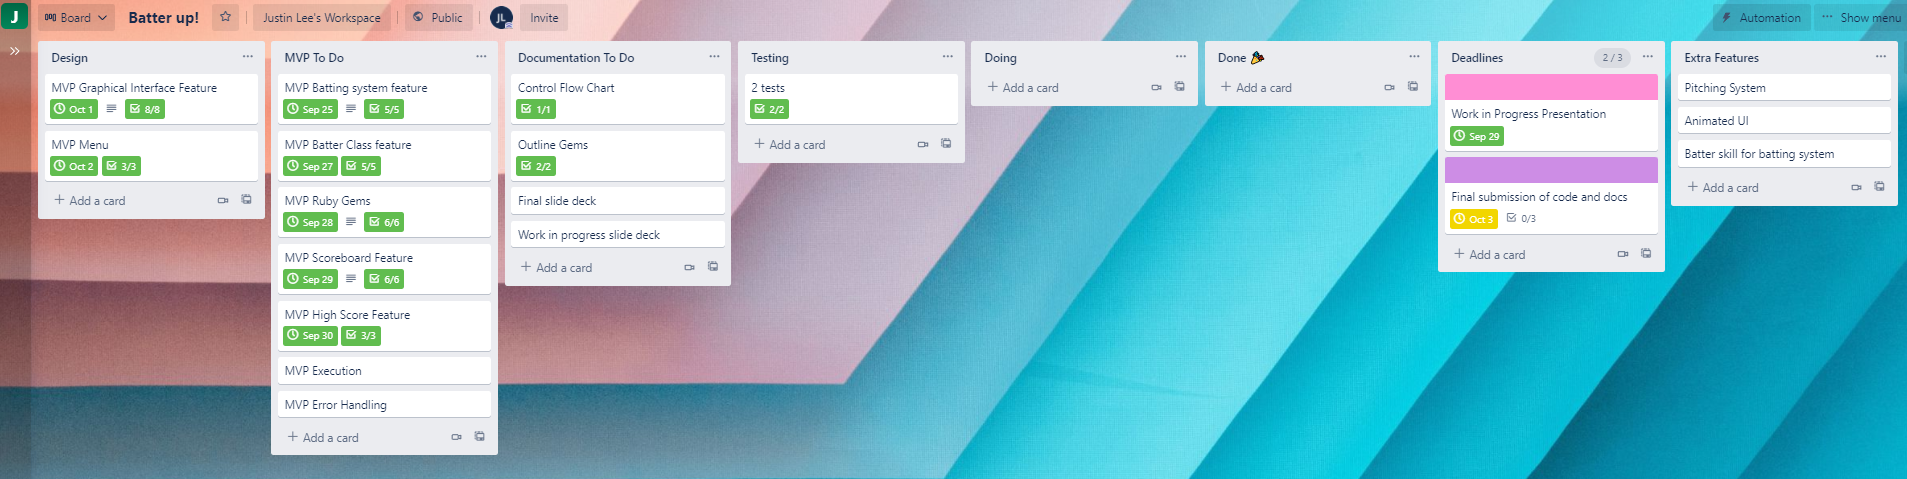 J
Board
Batter up!
Justin Lee's Workspace
Public
JL
Invite
Automation
Show menu
Design
MVP Graphical Interface Feature
Oct 1
8/8
MVP Menu
Oct 2
3/3
+ Add a card
MVP To Do
MVP Batting system feature
Sep 25
5/5
MVP Batter Class feature
Sep 27
5/5
MVP Ruby Gems
Sep 28
6/6
MVP Scoreboard Feature
Sep 29
6/6
MVP High Score Feature
Sep 30
3/3
MVP Execution
MVP Error Handling
+ Add a card
Documentation To Do
Control Flow Chart
1/1
Outline Gems
2/2
Final slide deck
Work in progress slide deck
+ Add a card
Testing
2 tests
2/2
+ Add a card
Doing
+ Add a card
Done 🎉
+ Add a card
Deadlines
2 / 3
Work in Progress Presentation
Sep 29
Final submission of code and docs
Oct 3
0/3
+ Add a card
Extra Features
Pitching System
Animated UI
Batter skill for batting system
+ Add a card